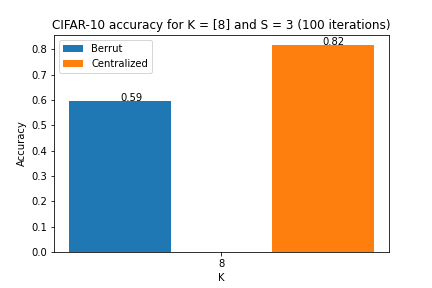 CIFAR-10 accuracy for K = [8] and S = 3 (100 iterations)
Berrut
Centralized
0.59
0.82
0.8
0.7
0.6
0.5
0.4
0.3
0.2
0.1
0.0
Accuracy
8
K